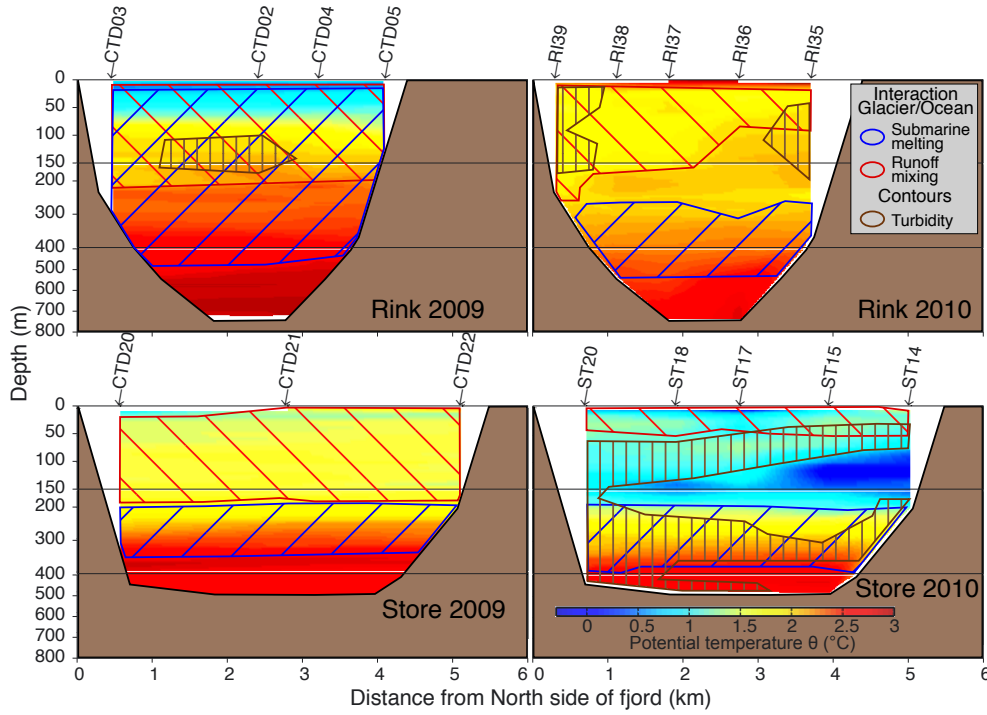 CTD03 CTD02 CTD04 CTD05
RI39 RI38 RI37 RI36 RI35
0
50
100
150
200
300
400
500
600
700
800
Rink 2009
Rink 2010
Interaction
Glacier/Ocean
Submarine
melting
Runoff
mixing
Contours
Turbidity
Depth (m)
CTD20 CTD21 CTD22
ST20 ST18 ST17 ST15 ST14
0
50
100
150
200
300
400
500
600
700
800
Store 2009
Store 2010
0 0.5 1 1.5 2 2.5 3
Potential temperature θ (°C)
0 1 2 3 4 5 6
0 1 2 3 4 5 6
Distance from North side of fjord (km)